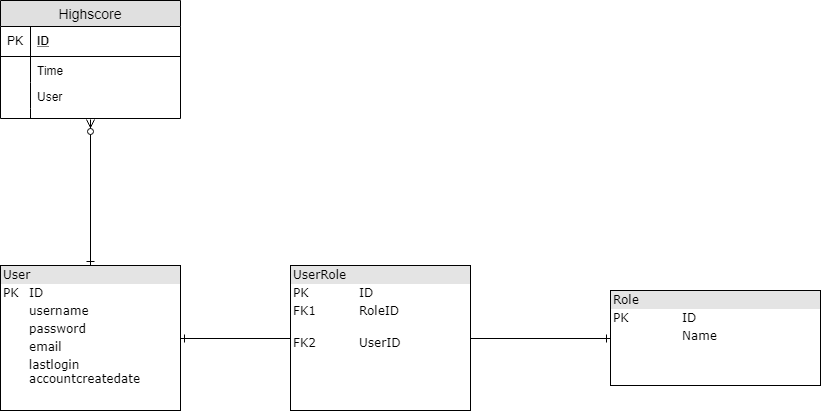 Highscore
PK ID
Time
User
User
PK ID
username
password
email
lastlogin
accountcreatedate
UserRole
PK ID
FK1 RoleID
FK2 UserID
Role
PK ID
Name